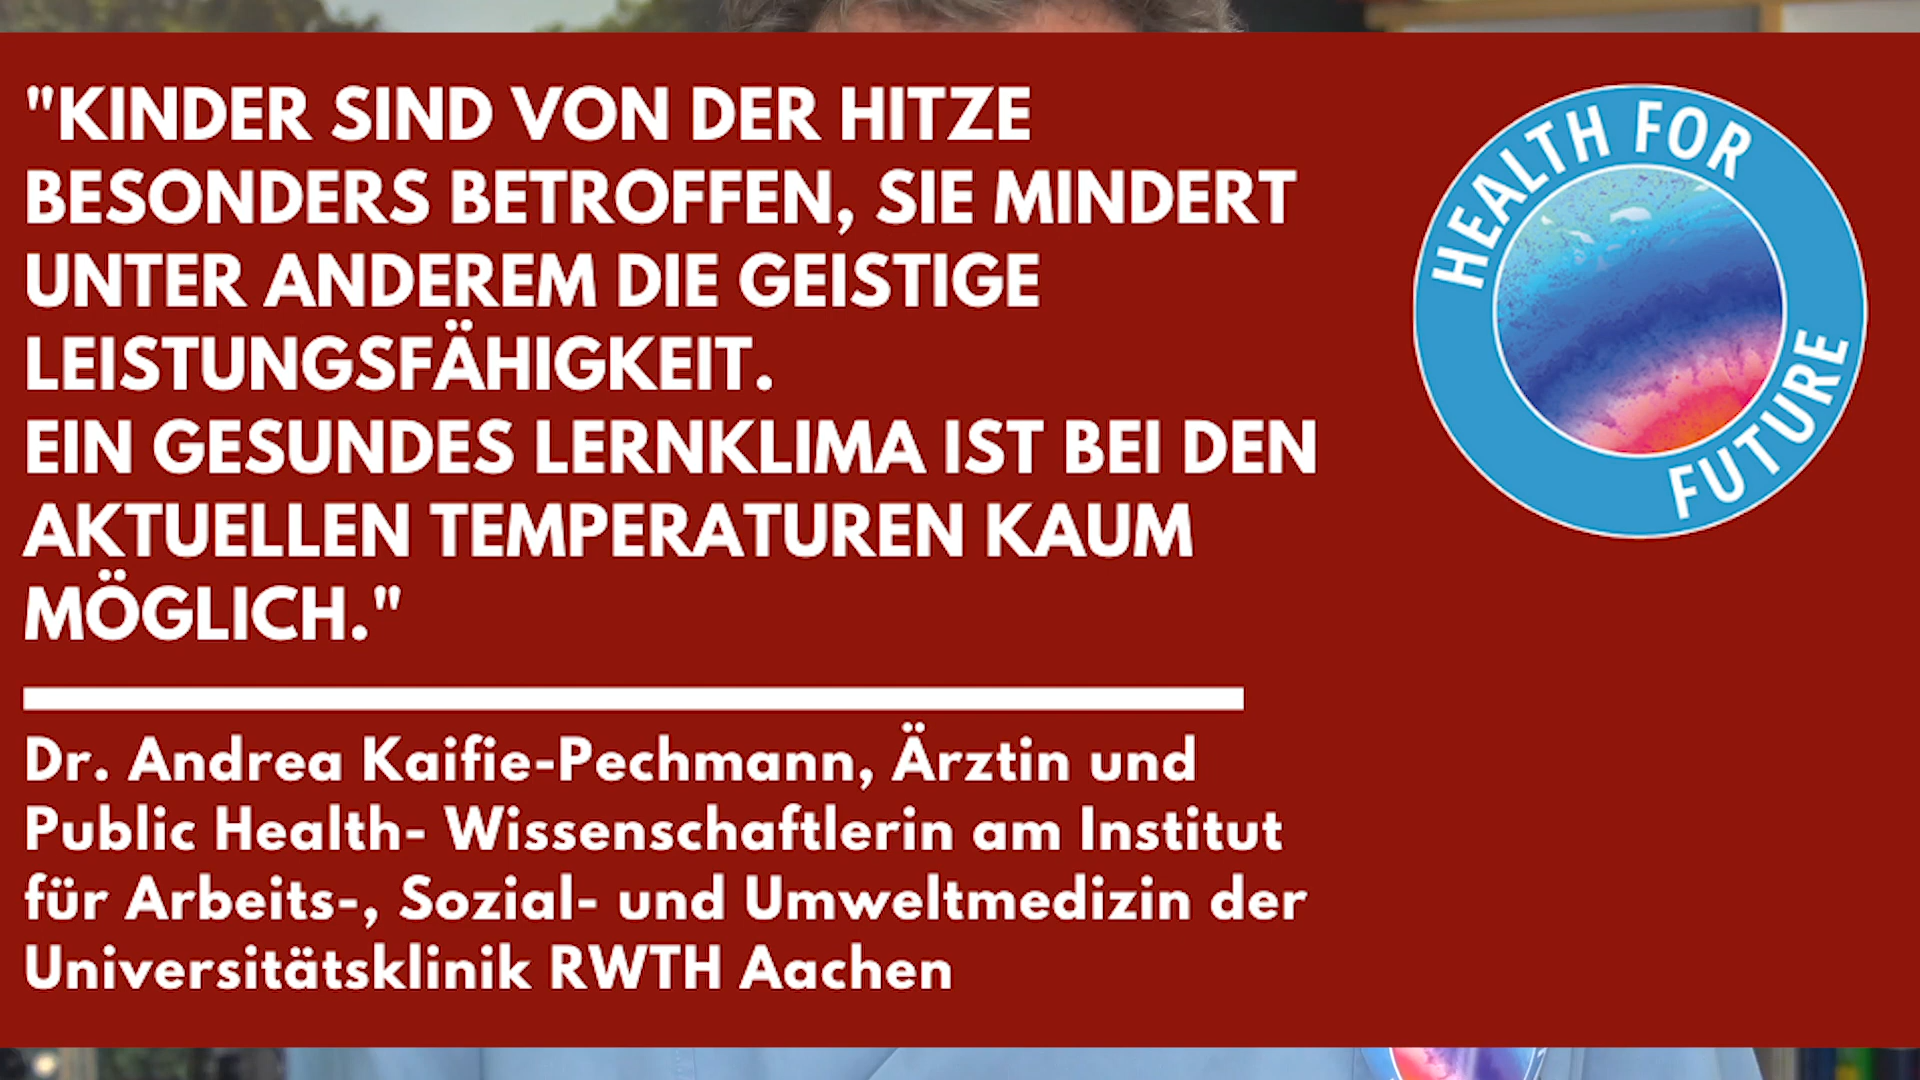 "KINDER SIND VON DER HITZE
BESONDERS BETROFFEN, SIE MINDERT
UNTER ANDEREM DIE GEISTIGE
LEISTUNGSFÄHIGKEIT.
EIN GESUNDES LERNKLIMA IST BEI DEN
AKTUELLEN TEMPERATUREN KAUM
MÖGLICH."
Dr. Andrea Kaifie-Pechmann, Ärztin und
Public Health- Wissenschaftlerin am Institut
für Arbeits-, Sozial- und Umweltmedizin der
Universitätsklinik RWTH Aachen
HEALTH FOR
FUTURE